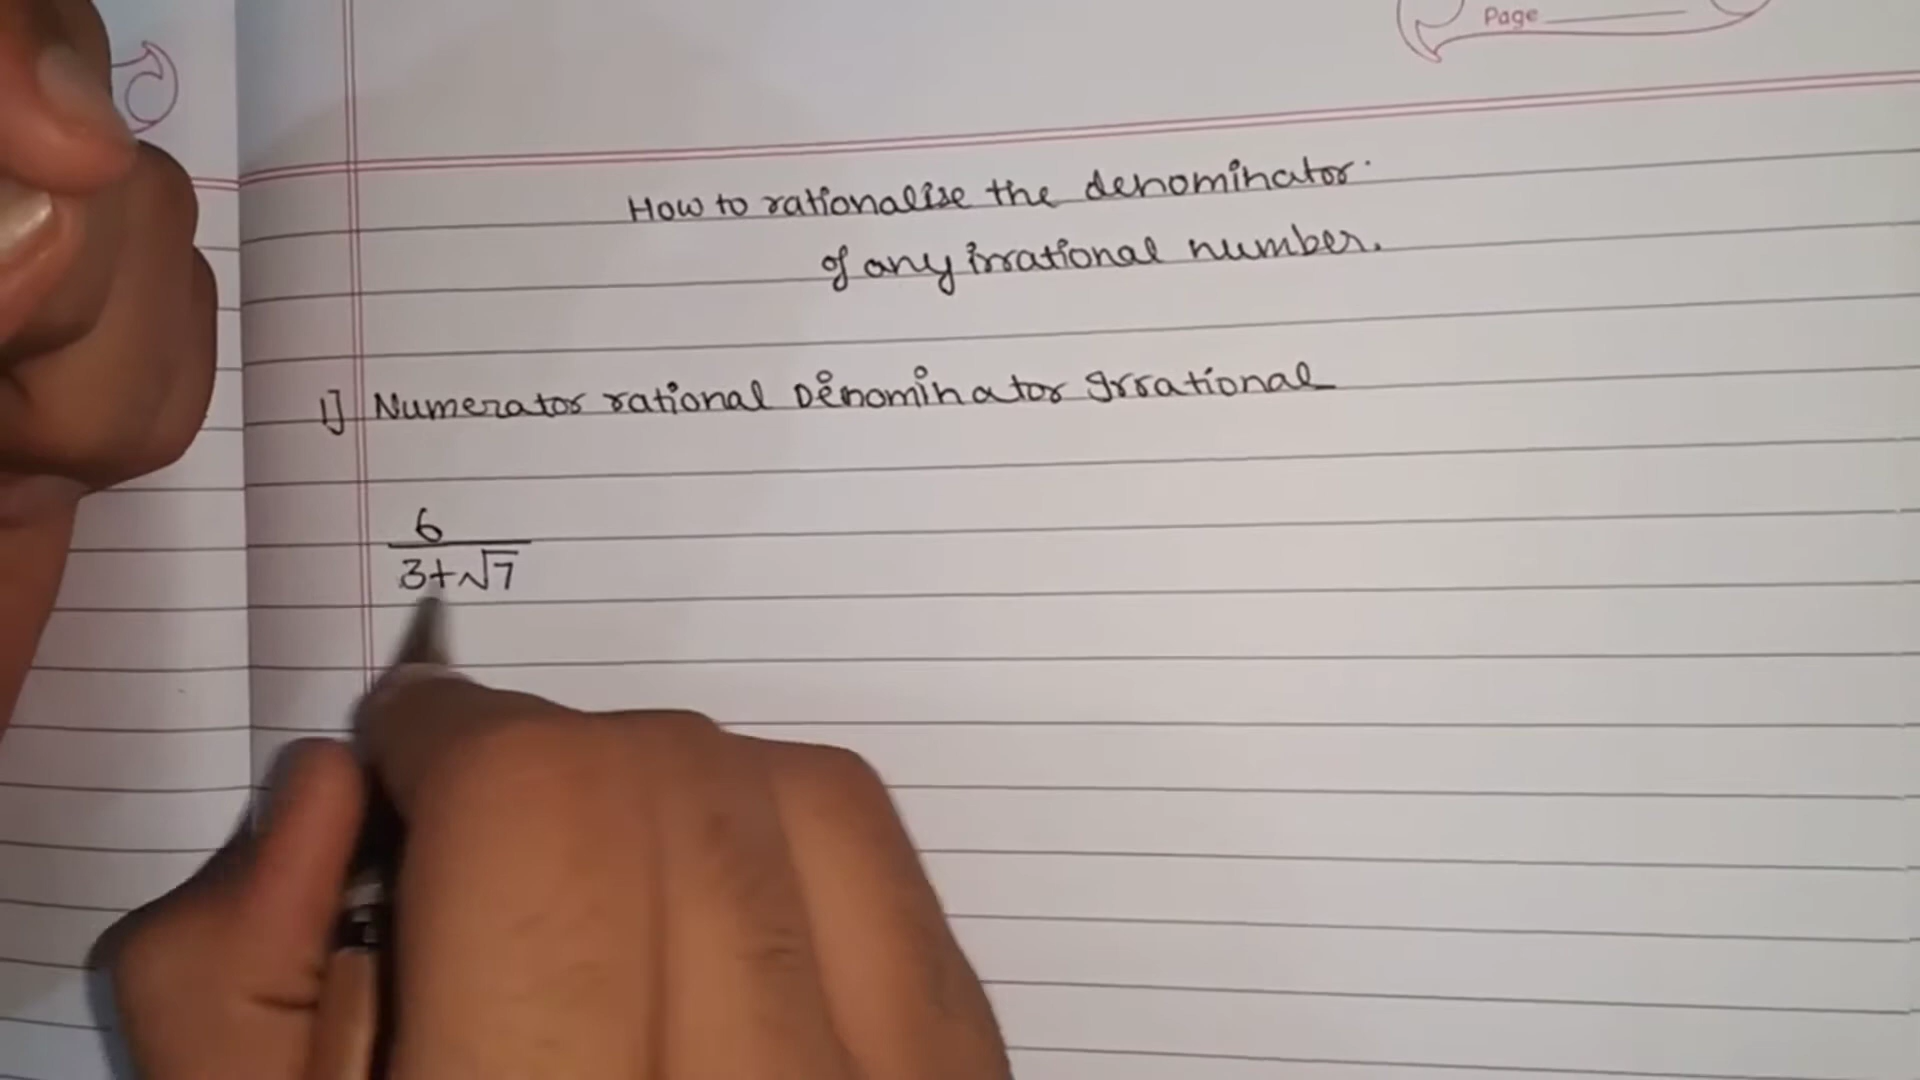 Page
How to rationalise the denominator.
of any irrational number.
1] Numerator rational Denominator Irrational
6
3+√7